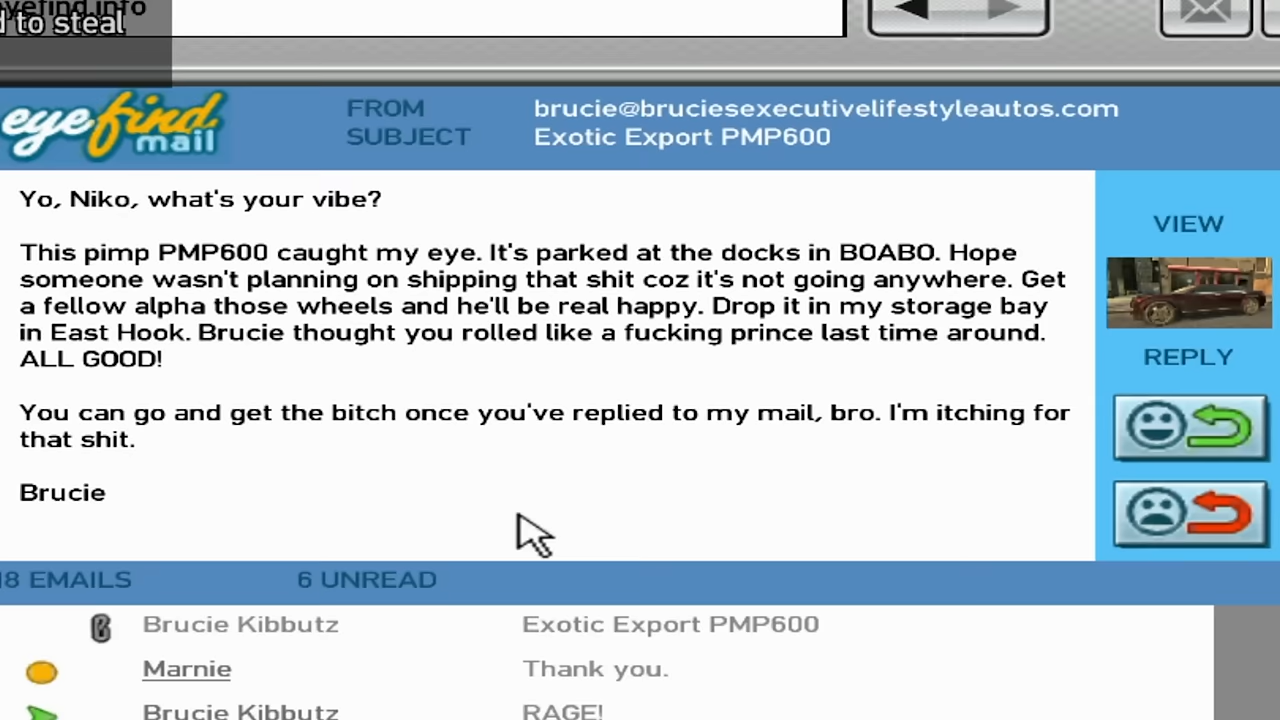 vefind.info
d to steal
eyefind mail
FROM brucie@bruciesexecutivelifestyleautos.com
SUBJECT Exotic Export PMP600
Yo, Niko, what's your vibe?
This pimp PMP600 caught my eye. It's parked at the docks in BOABO. Hope
someone wasn't planning on shipping that shit coz it's not going anywhere. Get
a fellow alpha those wheels and he'll be real happy. Drop it in my storage bay
in East Hook. Brucie thought you rolled like a fucking prince last time around.
ALL GOOD!
You can go and get the bitch once you've replied to my mail, bro. I'm itching for
that shit.
Brucie
VIEW
REPLY
18 EMAILS 6 UNREAD
Brucie Kibbutz Exotic Export PMP600
Marnie Thank you.
Brucie Kibbutz RAGE!